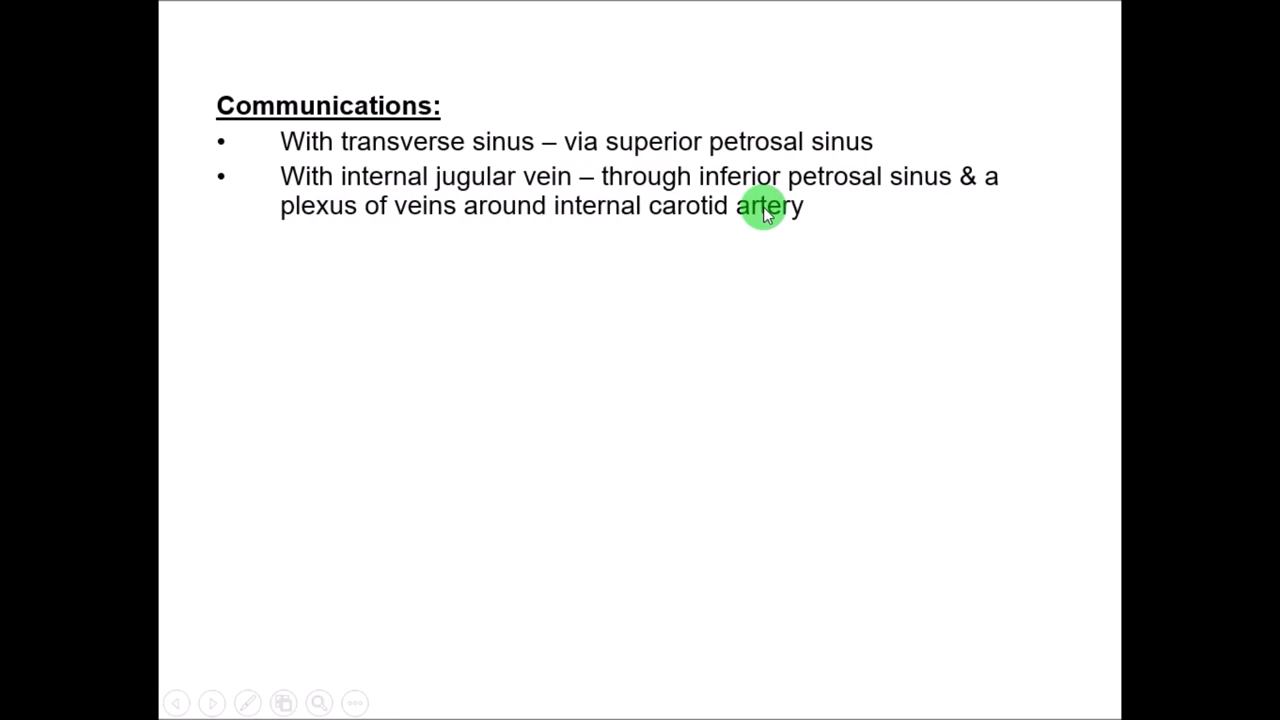 Communications:
• With transverse sinus – via superior petrosal sinus
• With internal jugular vein – through inferior petrosal sinus & a
plexus of veins around internal carotid artery